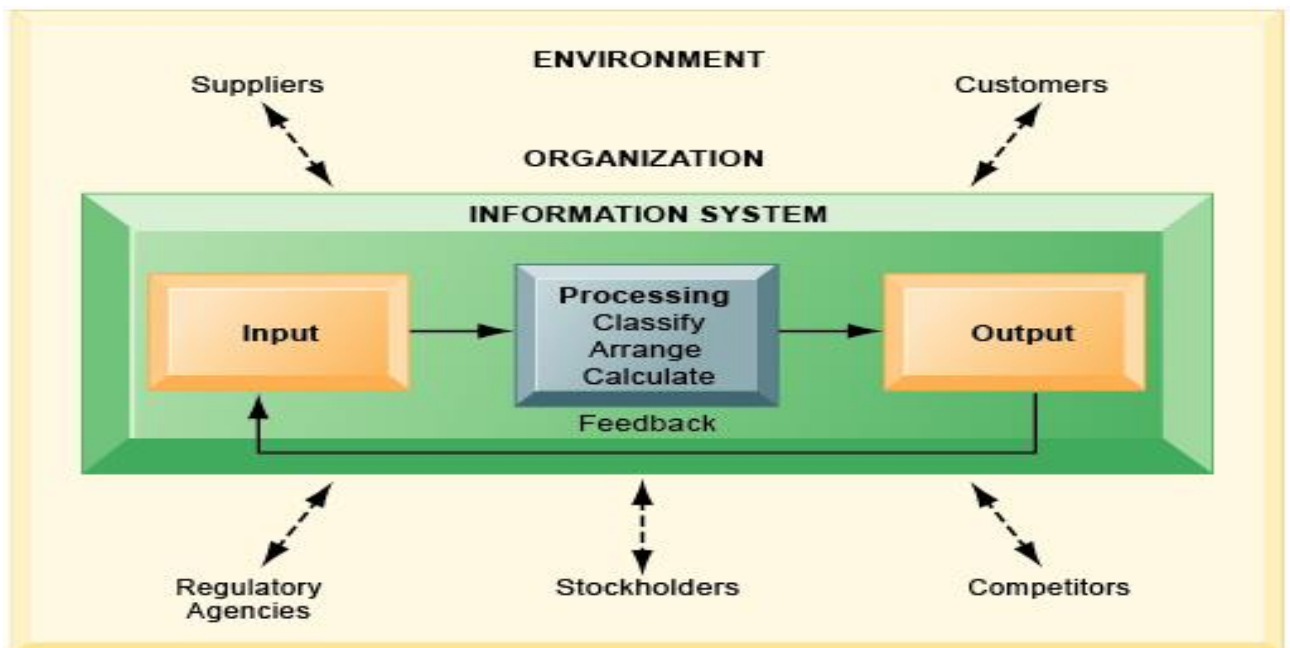 ENVIRONMENT
Suppliers
Customers
ORGANIZATION
INFORMATION SYSTEM
Input
Processing
Classify
Arrange
Calculate
Output
Feedback
Regulatory
Agencies
Stockholders
Competitors